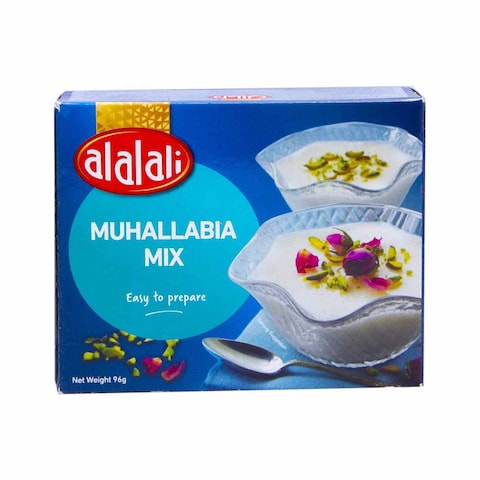 alalali
MUHALLABIA
MIX
Easy to prepare
Net Weight 96g